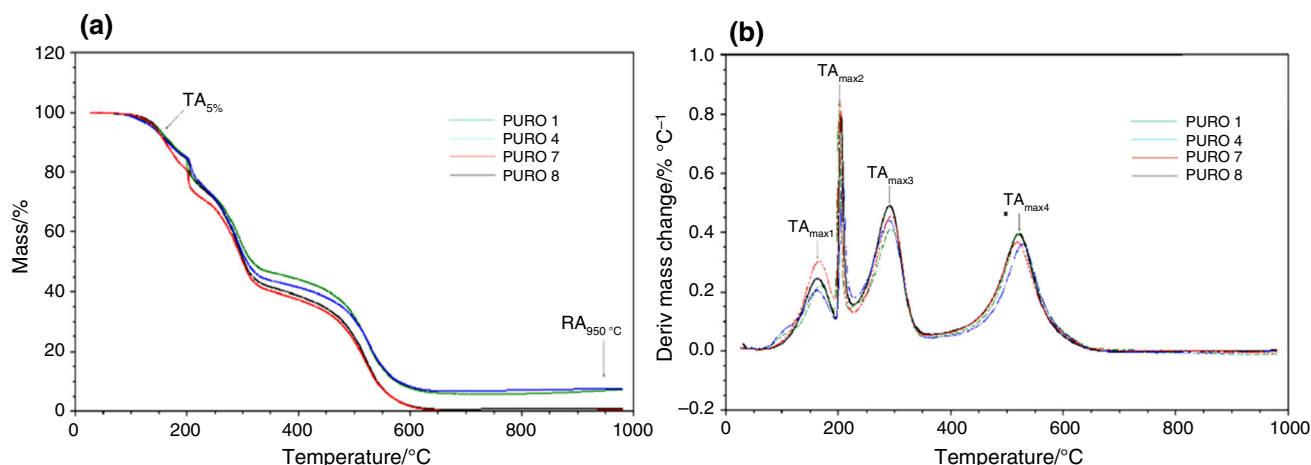 (a)
120
100
80
60
40
20
0
Mass/%
TA5%
PURO 1
PURO 4
PURO 7
PURO 8
RA950 °C
0
200
400
600
800
1000
Temperature/°C
(b)
1.0
0.8
0.6
0.4
0.2
0.0
–0.2
Deriv mass change/% °C–1
TAmax2
TAmax3
TAmax1
TAmax4
PURO 1
PURO 4
PURO 7
PURO 8
0
200
400
600
800
1000
Temperature/°C